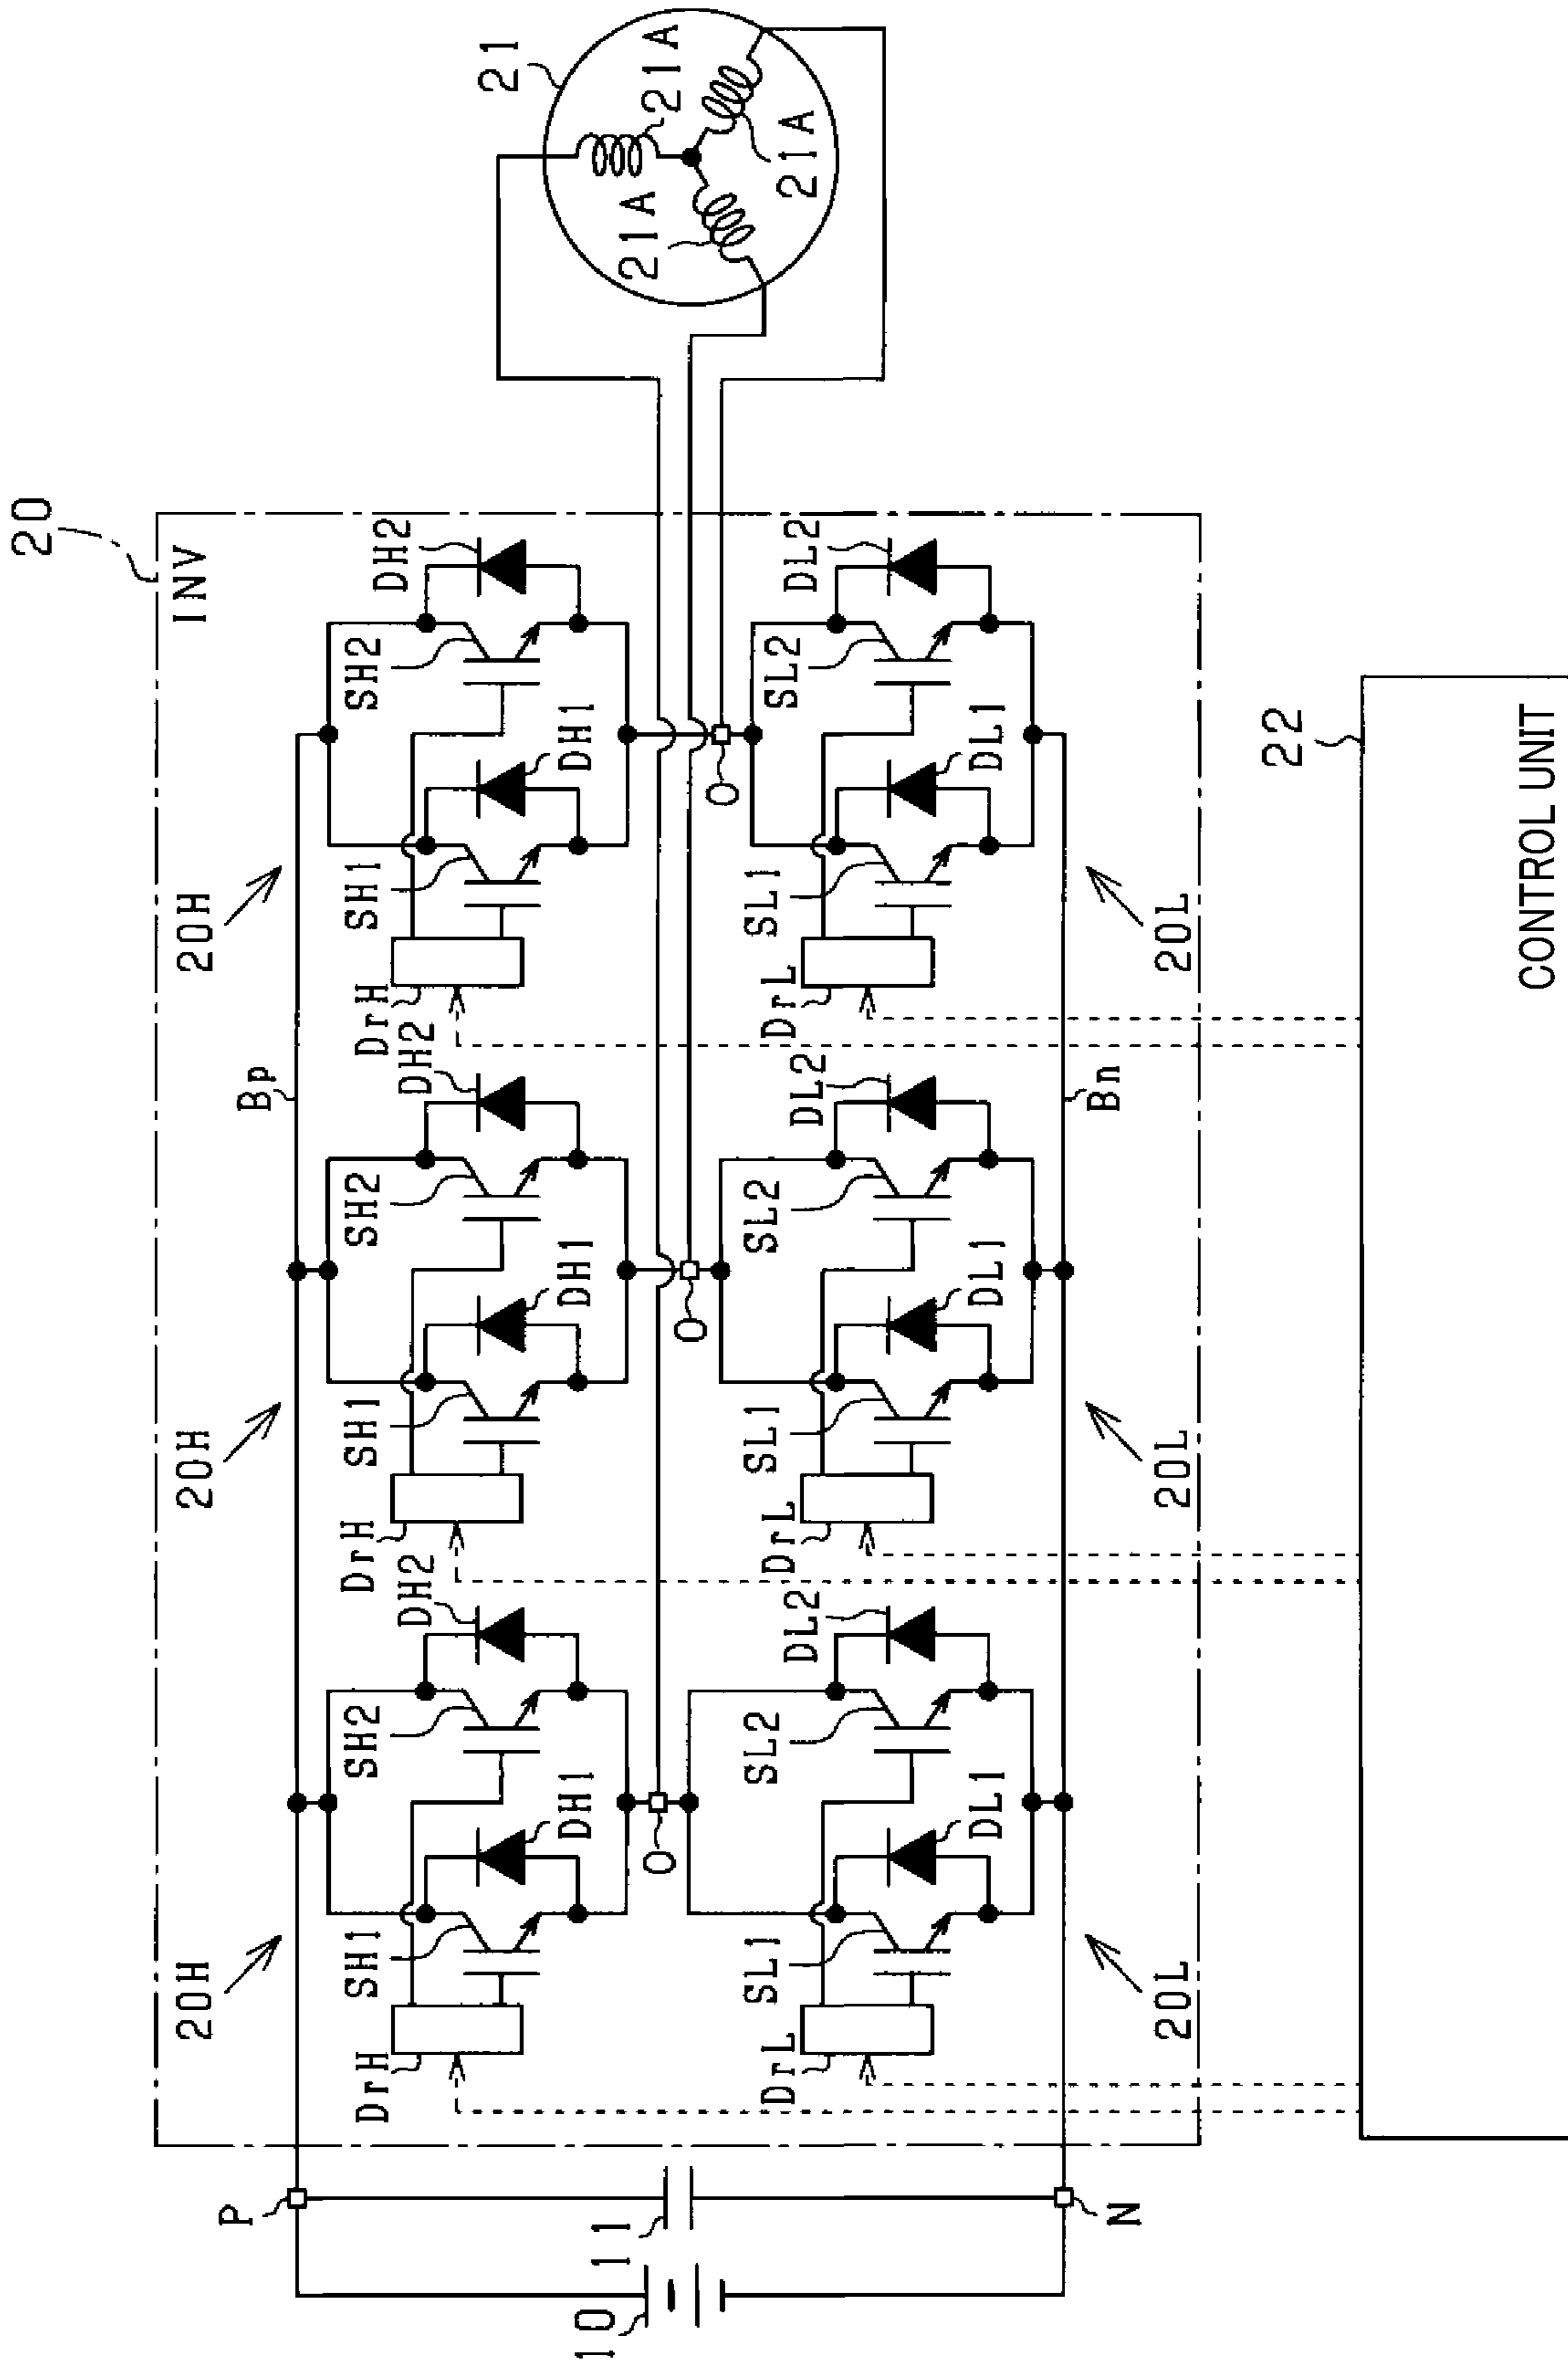 20
INV
21
21A
21A
21A
Bp
20H
20H
20H
DrH
SH1
DH1
SH2
DH2
DrH
SH1
DH1
SH2
DH2
DrH
SH1
DH1
SH2
DH2
P
10
11
N
O
O
O
DrL
SL1
DL1
SL2
DL2
DrL
SL1
DL1
SL2
DL2
DrL
SL1
DL1
SL2
DL2
20L
20L
20L
Bn
22
CONTROL UNIT